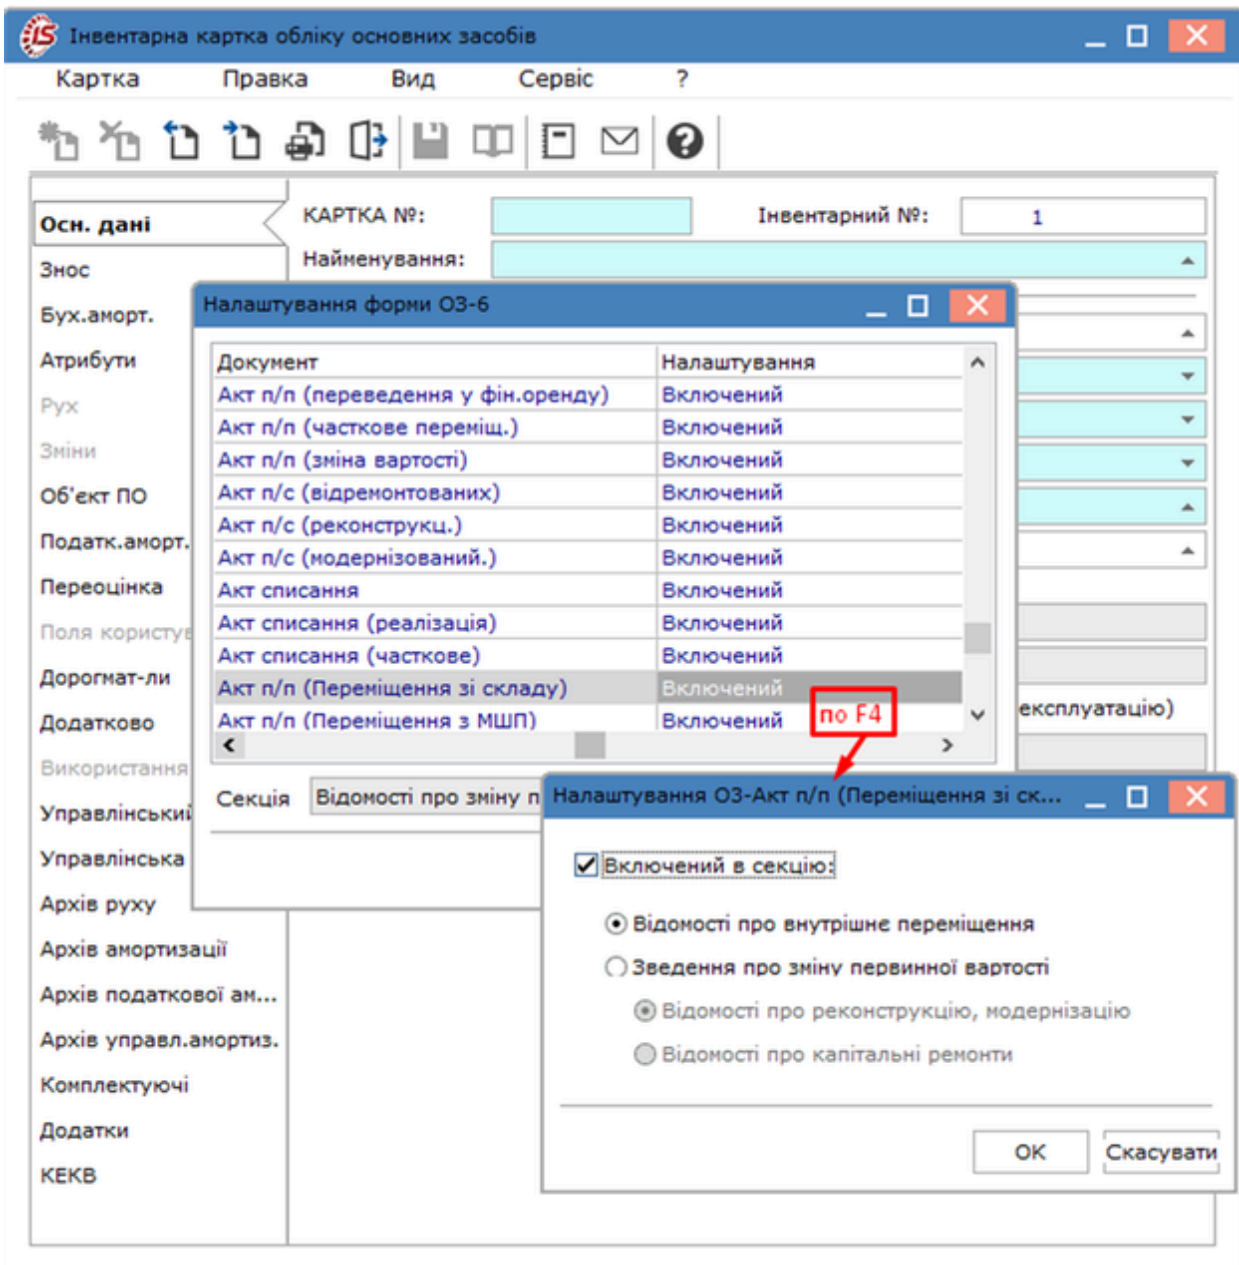 Інвентарна картка обліку основних засобів
Картка Правка Вид Сервіс ?
Осн. дані
Знос
Бух.аморт.
Атрибути
Рух
Зміни
Об'єкт ПО
Податк.аморт.
Переоцінка
Дорогмат-ли
Додатково
Використання
Управлінська
Архів руху
Архів амортизації
Архів податкової ам...
Архів управл.амортиз.
Комплектуючі
Додатки
КЕКВ
КАРТКА №: Інвентарний №: 1
Найменування:
експлуатацію)
Налаштування форми ОЗ-6
Документ Налаштування
Акт п/п (переведення у фін.оренду) Включений
Акт п/п (часткове переміщ.) Включений
Акт п/п (зміна вартості) Включений
Акт п/с (відремонтованих) Включений
Акт п/с (реконструкц.) Включений
Акт п/с (модернізований.) Включений
Акт списання Включений
Акт списання (реалізація) Включений
Акт списання (часткове) Включений
Акт п/п (Переміщення зі складу) Включений
Акт п/п (Переміщення з МШП) Включений
по F4
Секція Відомості про зміну п
Налаштування ОЗ-Акт п/п (Переміщення зі ск...
Включений в секцію:
Відомості про внутрішнє переміщення
Зведення про зміну первинної вартості
Відомості про реконструкцію, модернізацію
Відомості про капітальні ремонти
OK Скасувати